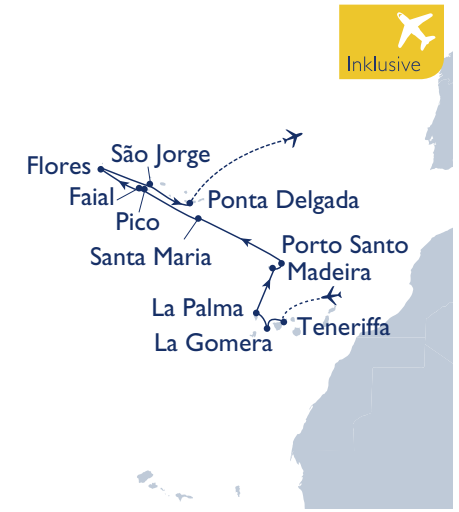 Inklusive
São Jorge
Flores
Faial
Pico
Ponta Delgada
Santa Maria
Porto Santo
Madeira
La Palma
Teneriffa
La Gomera